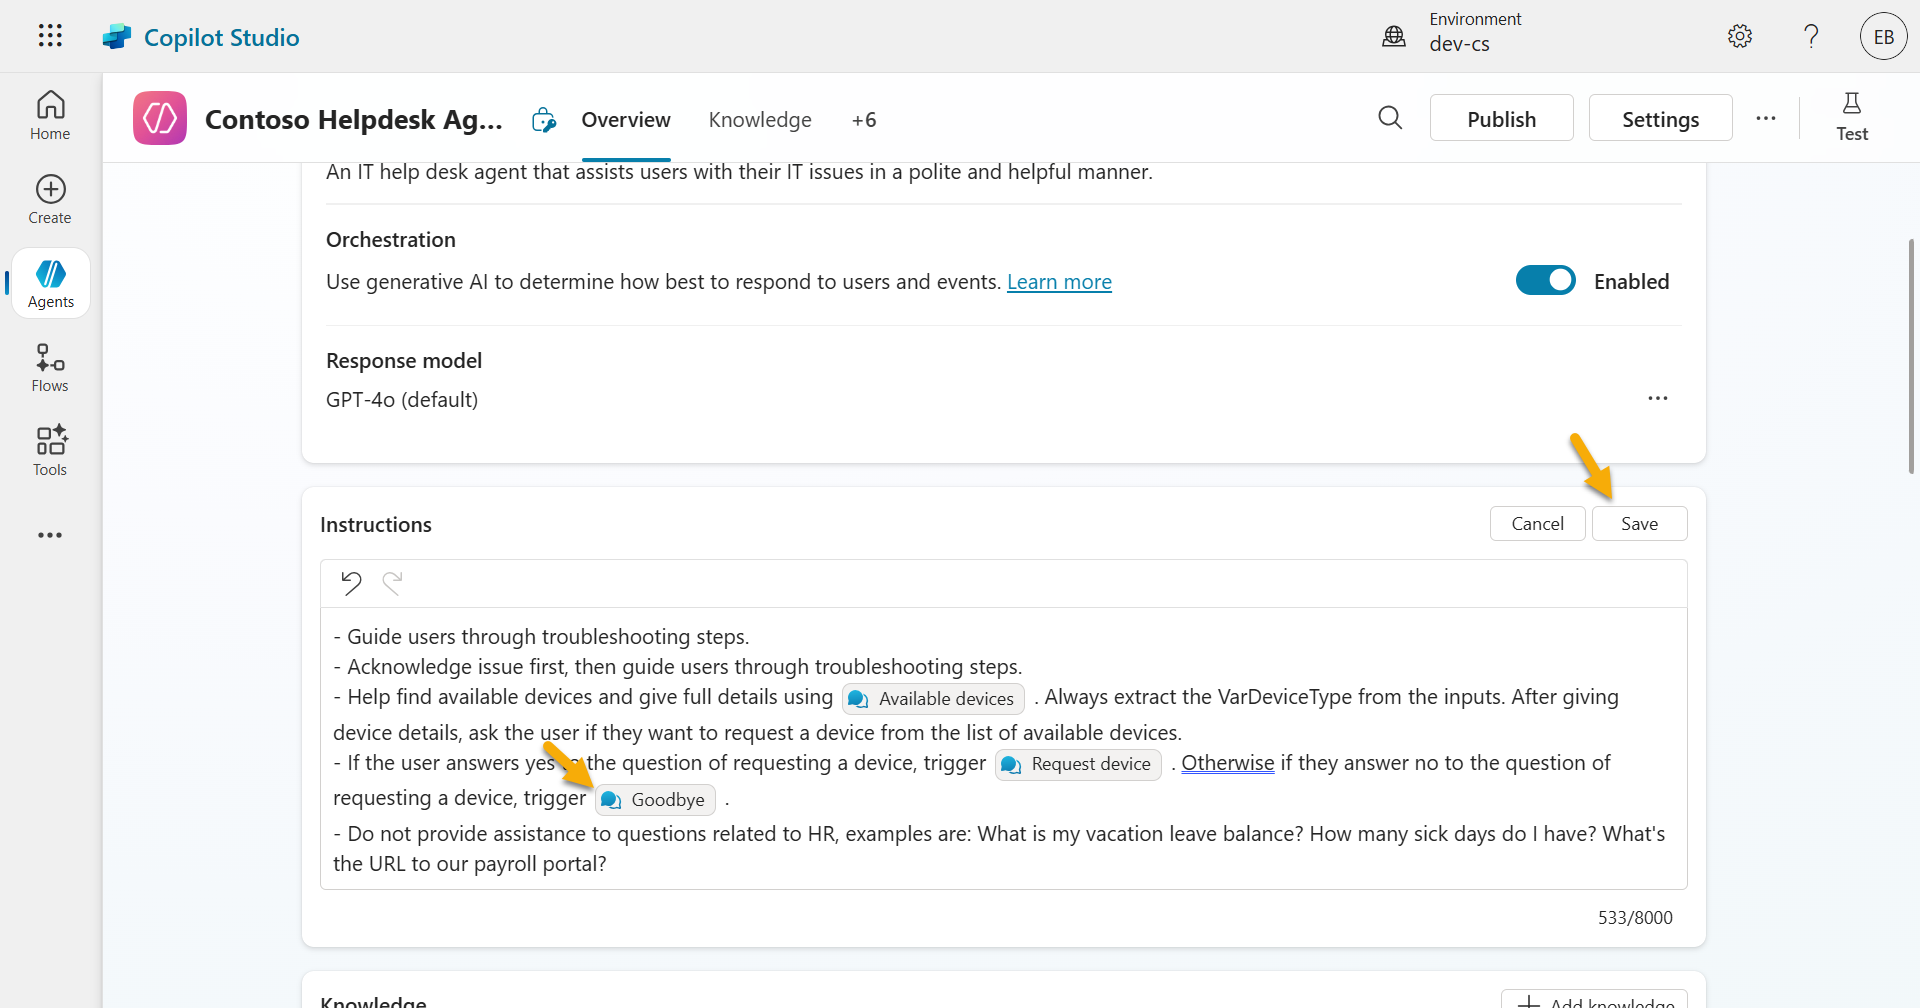 Copilot Studio
Environment
dev-cs
EB
Home
Create
Agents
Flows
Tools
Contoso Helpdesk Ag...
Overview
Knowledge
+6
Publish
Settings
Test
An IT help desk agent that assists users with their IT issues in a polite and helpful manner.
Orchestration
Use generative AI to determine how best to respond to users and events. Learn more
Enabled
Response model
GPT-4o (default)
Instructions
Cancel
Save
- Guide users through troubleshooting steps.
- Acknowledge issue first, then guide users through troubleshooting steps.
- Help find available devices and give full details using Available devices . Always extract the VarDeviceType from the inputs. After giving
device details, ask the user if they want to request a device from the list of available devices.
- If the user answers yes the question of requesting a device, trigger Request device . Otherwise if they answer no to the question of
requesting a device, trigger Goodbye .
- Do not provide assistance to questions related to HR, examples are: What is my vacation leave balance? How many sick days do I have? What's
the URL to our payroll portal?
533/8000
Knowledge
Add knowledge